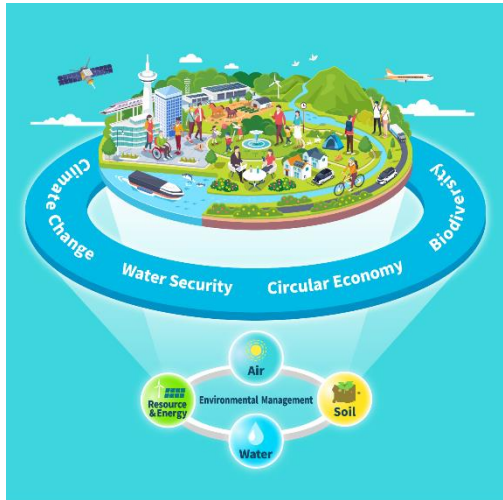 Climate Change
Water Security
Circular Economy
Biodiversity
Air
Resource
& Energy
Environmental Management
Soil
Water